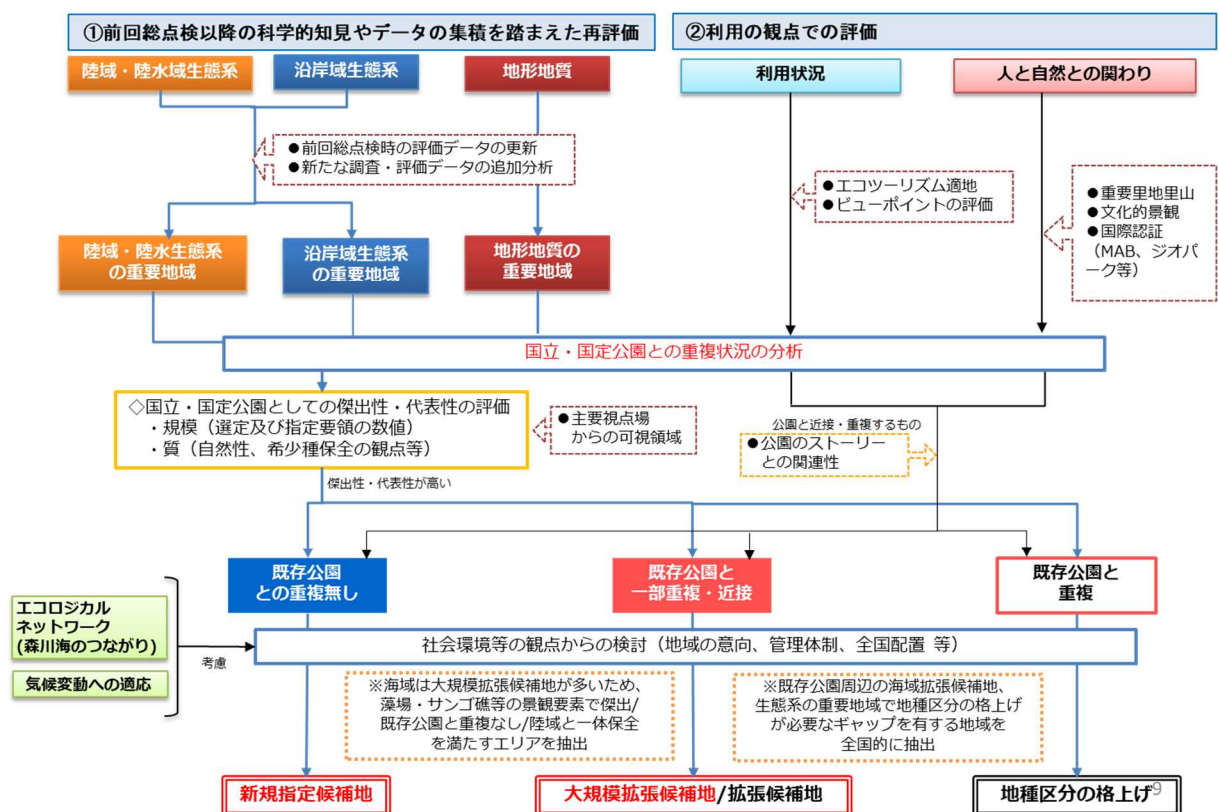 ①前回総点検以降の科学的知見やデータの集積を踏まえた再評価
②利用の観点での評価
陸域・陸水域生態系
沿岸域生態系
地形地質
利用状況
人と自然との関わり
●前回総点検時の評価データの更新
●新たな調査・評価データの追加分析
●エコツーリズム適地
●ビューポイントの評価
●重要里地里山
●文化的景観
●国際認証
（MAB、ジオパ
ーク等）
陸域・陸水生態系
の重要地域
沿岸域生態系
の重要地域
地形地質の
重要地域
国立・国定公園との重複状況の分析
◇国立・国定公園としての傑出性・代表性の評価
・規模（選定及び指定要領の数値）
・質（自然性、希少種保全の観点等）
●主要視点場
からの可視領域
公園と近接・重複するもの
●公園のストーリー
との関連性
傑出性・代表性が高い
既存公園
との重複無し
既存公園と
一部重複・近接
既存公園と
重複
エコロジカル
ネットワーク
(森川海のつながり)
気候変動への適応
考慮
社会環境等の観点からの検討（地域の意向、管理体制、全国配置 等）
※海域は大規模拡張候補地が多いため、
藻場・サンゴ礁等の景観要素で傑出/
既存公園と重複なし/陸域と一体保全
を満たすエリアを抽出
※既存公園周辺の海域拡張候補地、
生態系の重要地域で地種区分の格上げ
が必要なギャップを有する地域を
全国的に抽出
新規指定候補地
大規模拡張候補地/拡張候補地
地種区分の格上げ
9